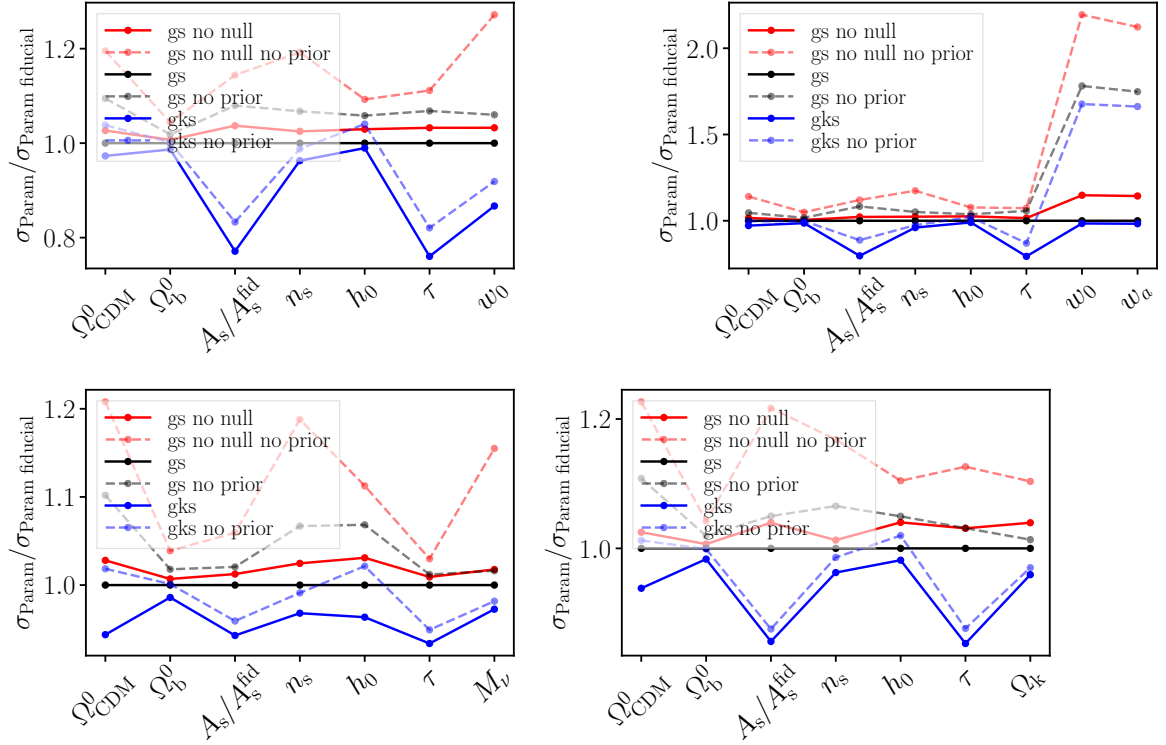 σParam/σParam fiducial
1.2
1.0
0.8
gs no null
gs no null no prior
gs
gs no prior
gks
gks no prior
Ω⁰CDM
Ω⁰b
As/Aₛᶠⁱᵈ
ns
h0
τ
w0
σParam/σParam fiducial
2.0
1.5
1.0
gs no null
gs no null no prior
gs
gs no prior
gks
gks no prior
Ω⁰CDM
Ω⁰b
As/Aₛᶠⁱᵈ
ns
h0
τ
w0
wa
σParam/σParam fiducial
1.2
1.1
1.0
gs no null
gs no null no prior
gs
gs no prior
gks
gks no prior
Ω⁰CDM
Ω⁰b
As/Aₛᶠⁱᵈ
ns
h0
τ
Mν
σParam/σParam fiducial
1.2
1.0
gs no null
gs no null no prior
gs
gs no prior
gks
gks no prior
Ω⁰CDM
Ω⁰b
As/Aₛᶠⁱᵈ
ns
h0
τ
Ωk